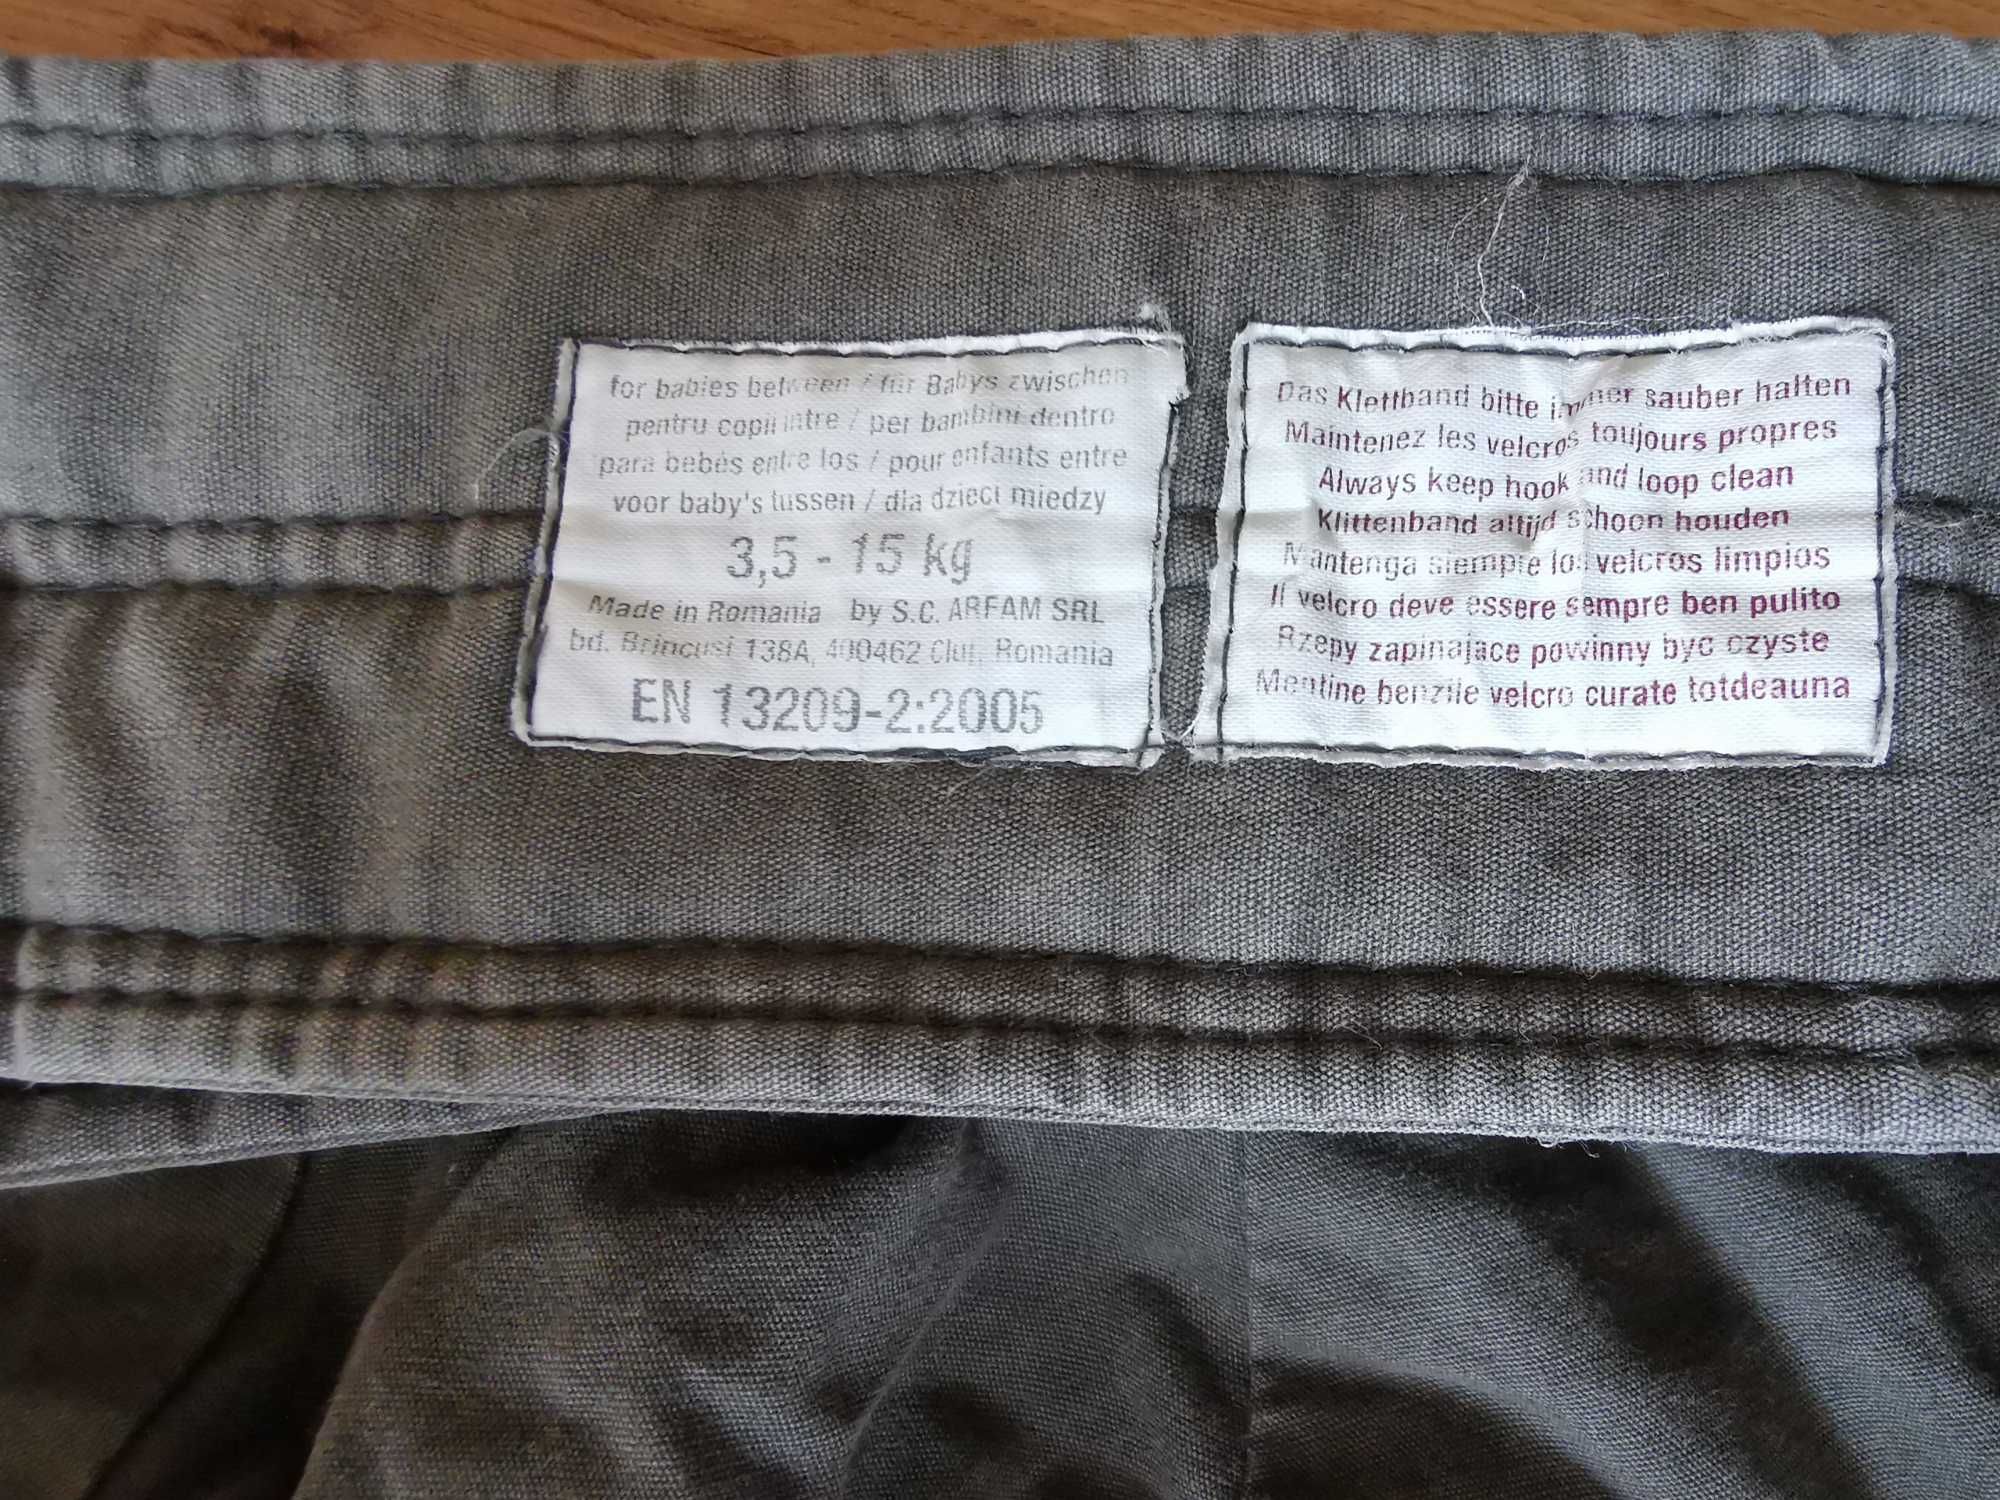 for babies between / für Babys zwischen
pentru copii intre / per bambini dentro
para bebés entre los / pour enfants entre
voor baby's tussen / dla dzieci miedzy
3,5 - 15 kg
Made in Romania by S.C. ARFAM SRL
bd. Brincusi 138A, 400462 Cluj, Romania
EN 13209-2:2005
Das Klettband bitte immer sauber halten
Maintenez les velcros toujours propres
Always keep hook and loop clean
Klittenband altijd schoon houden
Mantenga siempre los velcros limpios
Il velcro deve essere sempre ben pulito
Rzepy zapinajace powinny byc czyste
Mentine benzile velcro curate totdeauna